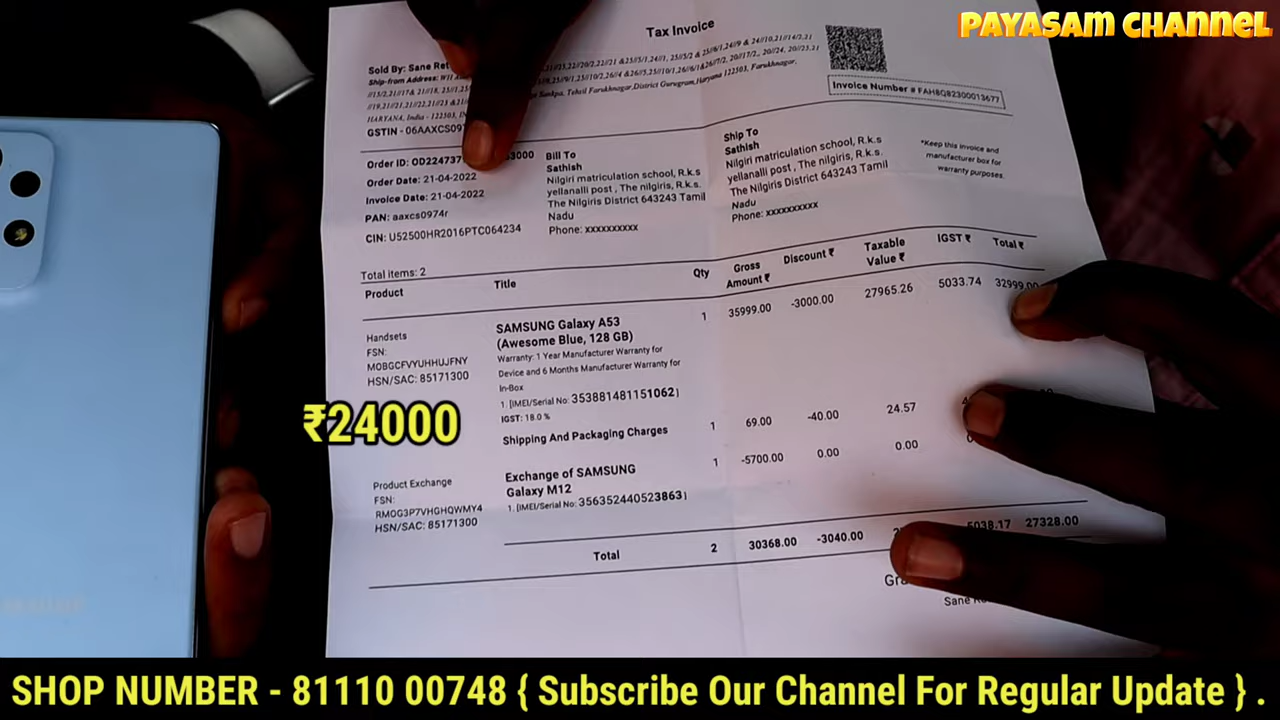 PAYASAM CHANNEL
Tax Invoice
Sold By: Sane Ret
Ship-from Address:
HARYANA, India - 122503,
GSTIN - 06AAXCS097
Invoice Number # FAH8Q82300013677
Order ID: OD224737 3000
Order Date: 21-04-2022
Invoice Date: 21-04-2022
PAN: aaxcs0974r
CIN: U52500HR2016PTC064234
Bill To
Sathish
Nilgiri matriculation school, R.k.s
yellanalli post , The nilgiris, R.k.s.
The Nilgiris District 643243 Tamil
Nadu
Phone: xxxxxxxxxx
Ship To
Sathish
Nilgiri matriculation school, R.k.s
yellanalli post , The nilgiris, R.k.s.
The Nilgiris District 643243 Tamil
Nadu
Phone: xxxxxxxxxx
*Keep this invoice and
manufacturer box for
warranty purposes.
Total items: 2
Product Title Qty Gross Amount ₹ Discount ₹ Taxable Value ₹ IGST ₹ Total ₹
Handsets
FSN:
MOBGCFVYUHHUJFNY
HSN/SAC: 85171300
SAMSUNG Galaxy A53
(Awesome Blue, 128 GB)
Warranty: 1 Year Manufacturer Warranty for
Device and 6 Months Manufacturer Warranty for
In-Box
1. [IMEI/Serial No: 353881481151062]
IGST: 18.0 %
1 35999.00 -3000.00 27965.26 5033.74 32999.00
₹24000
Shipping And Packaging Charges 1 69.00 -40.00 24.57
Product Exchange
FSN:
RMOG3P7VHGHQWMY4
HSN/SAC: 85171300
Exchange of SAMSUNG
Galaxy M12
1. [IMEI/Serial No: 356352440523863]
1 -5700.00 0.00 0.00
Total 2 30368.00 -3040.00 5038.17 27328.00
SHOP NUMBER - 81110 00748 { Subscribe Our Channel For Regular Update } .